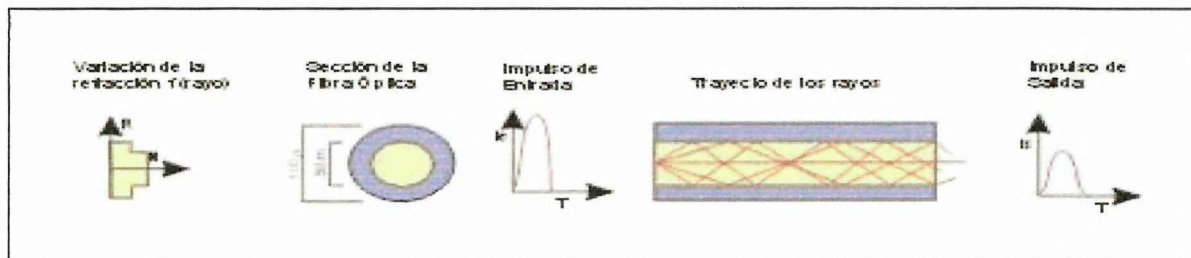 Variación de la
refracción
Sección de la
Fibra Óptica
Impulso de
Entrada
Trayecto de los rayos
Impulso de
Salida
R
N
T
T